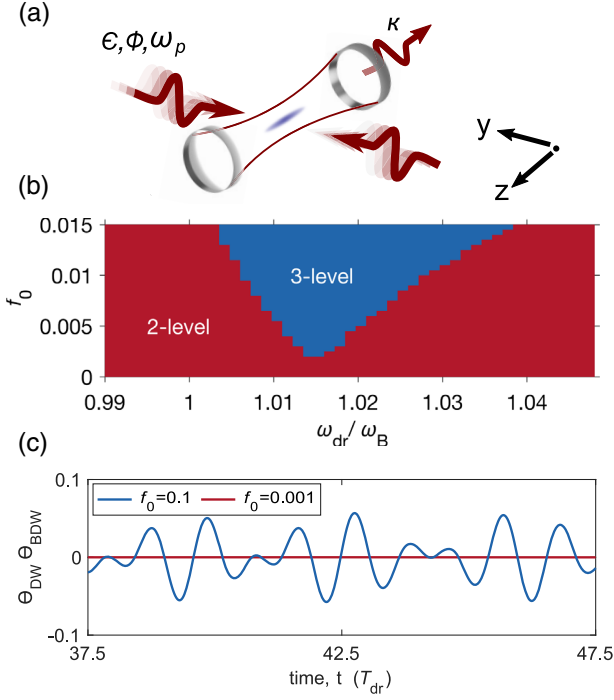 (a)
ϵ,ϕ,ω_p
κ
y
z
(b)
0.015
0.01
0.005
0
f_0
3-level
2-level
0.99 1 1.01 1.02 1.03 1.04
ω_dr / ω_B
(c)
0.1
0
-0.1
Θ_DW Θ_BDW
f_0=0.1 f_0=0.001
37.5 42.5 47.5
time, t (T_dr)